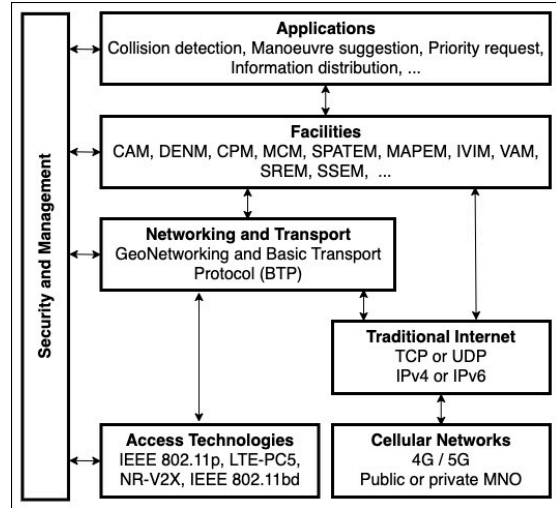 Security and Management
Applications
Collision detection, Manoeuvre suggestion, Priority request,
Information distribution, ...
Facilities
CAM, DENM, CPM, MCM, SPATEM, MAPEM, IVIM, VAM,
SREM, SSEM, ...
Networking and Transport
GeoNetworking and Basic Transport
Protocol (BTP)
Traditional Internet
TCP or UDP
IPv4 or IPv6
Access Technologies
IEEE 802.11p, LTE-PC5,
NR-V2X, IEEE 802.11bd
Cellular Networks
4G / 5G
Public or private MNO